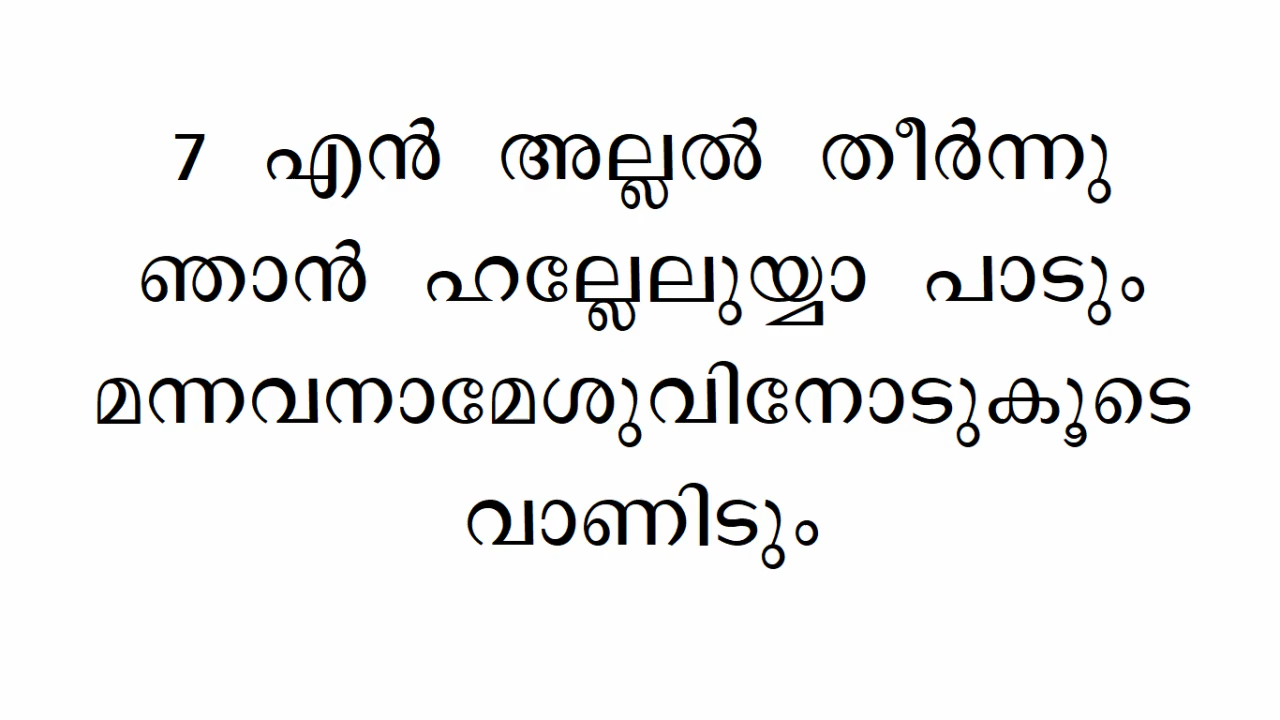 7 എൻ അല്ലൽ തീർന്നു
ഞാൻ ഹല്ലേലുയ്യാ പാടും
മന്നവനാമേശുവിനോടുകൂടെ
വാണിടും